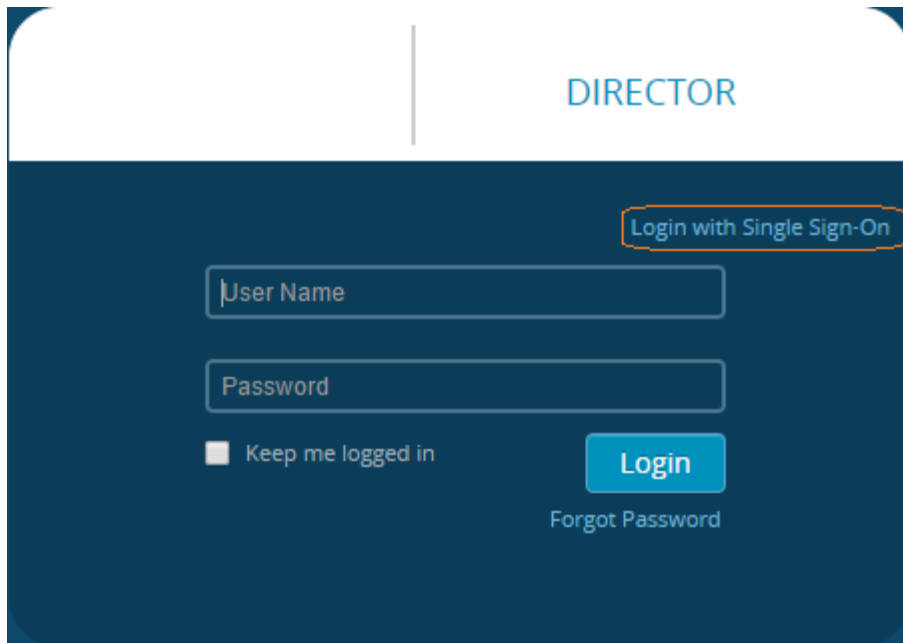 DIRECTOR
Login with Single Sign-On
User Name
Password
Keep me logged in
Login
Forgot Password